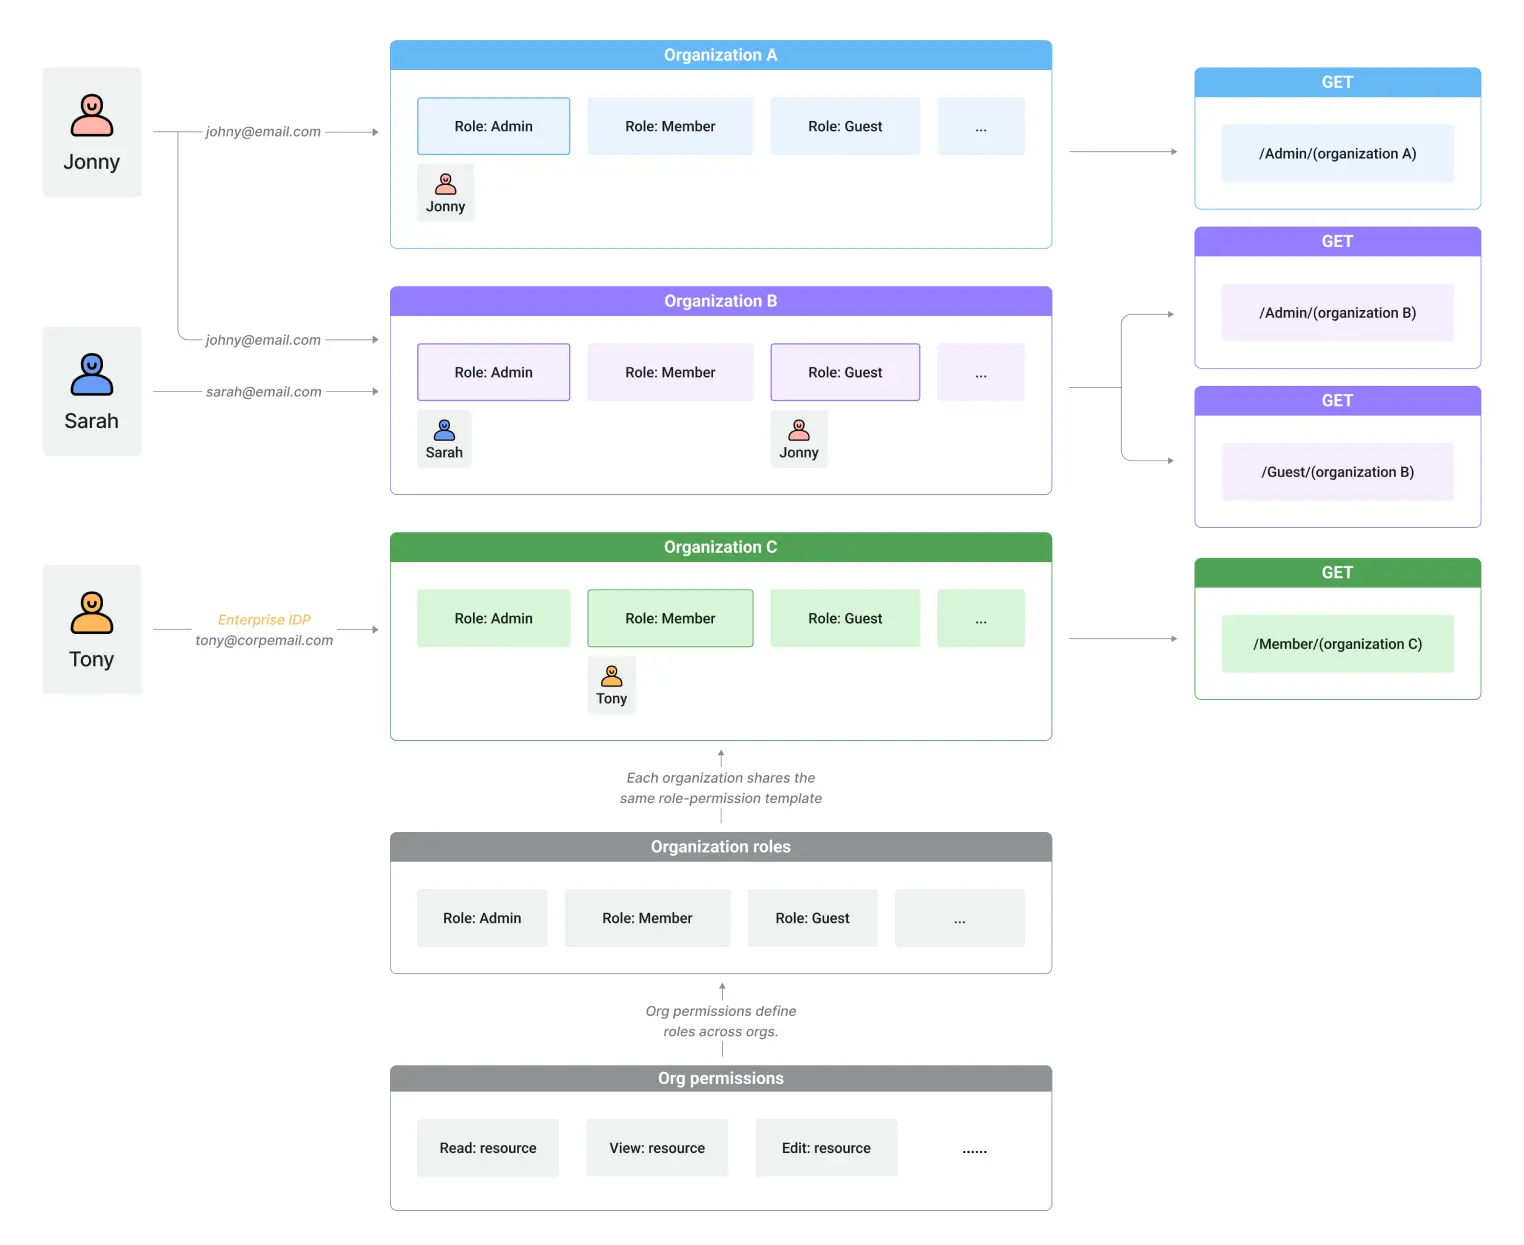 Organization A
Role: Admin
Role: Member
Role: Guest
...
Jonny
Jonny
johny@email.com
GET
/Admin/(organization A)
Organization B
Role: Admin
Role: Member
Role: Guest
...
Sarah
Jonny
Sarah
johny@email.com
sarah@email.com
GET
/Admin/(organization B)
GET
/Guest/(organization B)
Organization C
Role: Admin
Role: Member
Role: Guest
...
Tony
Tony
Enterprise IDP
tony@corpemail.com
GET
/Member/(organization C)
Each organization shares the
same role-permission template
Organization roles
Role: Admin
Role: Member
Role: Guest
...
Org permissions define
roles across orgs.
Org permissions
Read: resource
View: resource
Edit: resource
......